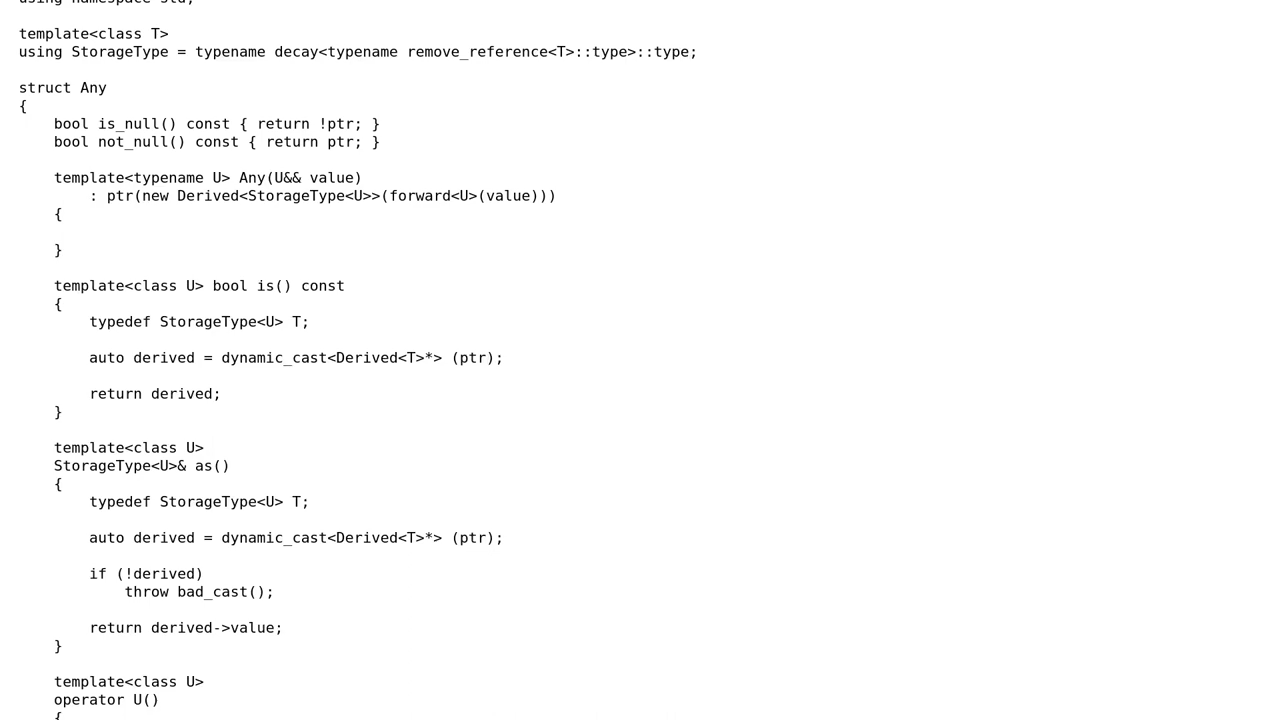 using namespace std;
template<class T>
using StorageType = typename decay<typename remove_reference<T>::type>::type;
struct Any
{
    bool is_null() const { return !ptr; }
    bool not_null() const { return ptr; }
    template<typename U> Any(U&& value)
        : ptr(new Derived<StorageType<U>>(forward<U>(value)))
    {
    }
    template<class U> bool is() const
    {
        typedef StorageType<U> T;
        auto derived = dynamic_cast<Derived<T>*> (ptr);
        return derived;
    }
    template<class U>
    StorageType<U>& as()
    {
        typedef StorageType<U> T;
        auto derived = dynamic_cast<Derived<T>*> (ptr);
        if (!derived)
            throw bad_cast();
        return derived->value;
    }
    template<class U>
    operator U()
    {